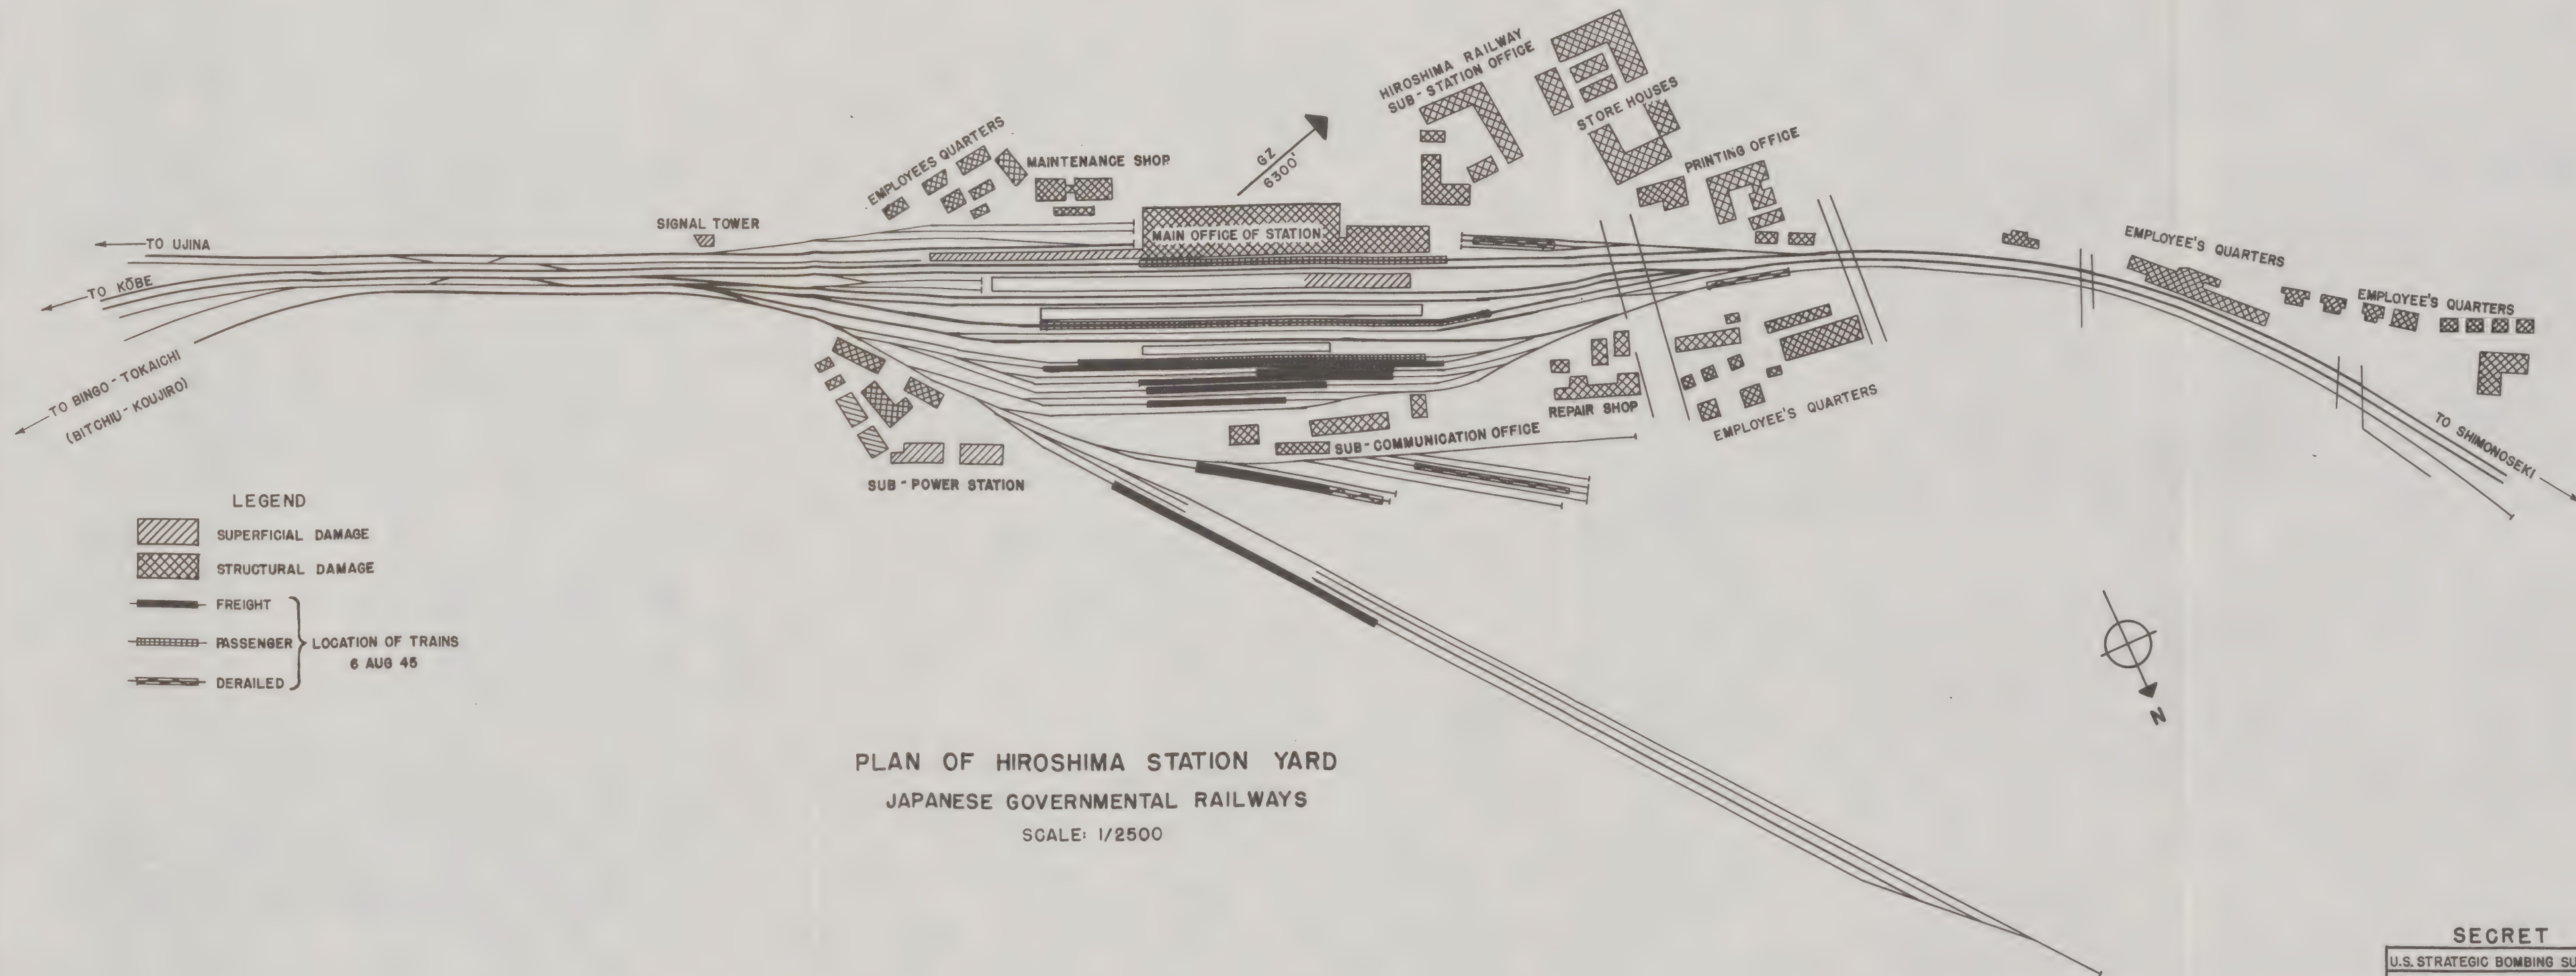 HIROSHIMA RAILWAY
SUB-STATION OFFICE
STORE HOUSES
PRINTING OFFICE
EMPLOYEES QUARTERS
MAINTENANCE SHOP
GZ
6300'
SIGNAL TOWER
MAIN OFFICE OF STATION
TO UJINA
TO KŌBE
TO BINGO-TOKAICHI
(BITCHIU-KOUJIRO)
EMPLOYEE'S QUARTERS
EMPLOYEE'S QUARTERS
TO SHIMONOSEKI
REPAIR SHOP
EMPLOYEE'S QUARTERS
SUB-COMMUNICATION OFFICE
SUB-POWER STATION
LEGEND
SUPERFICIAL DAMAGE
STRUCTURAL DAMAGE
FREIGHT
PASSENGER
DERAILED
LOCATION OF TRAINS
6 AUG 45
N
PLAN OF HIROSHIMA STATION YARD
JAPANESE GOVERNMENTAL RAILWAYS
SCALE: 1/2500
SECRET
U.S. STRATEGIC BOMBING